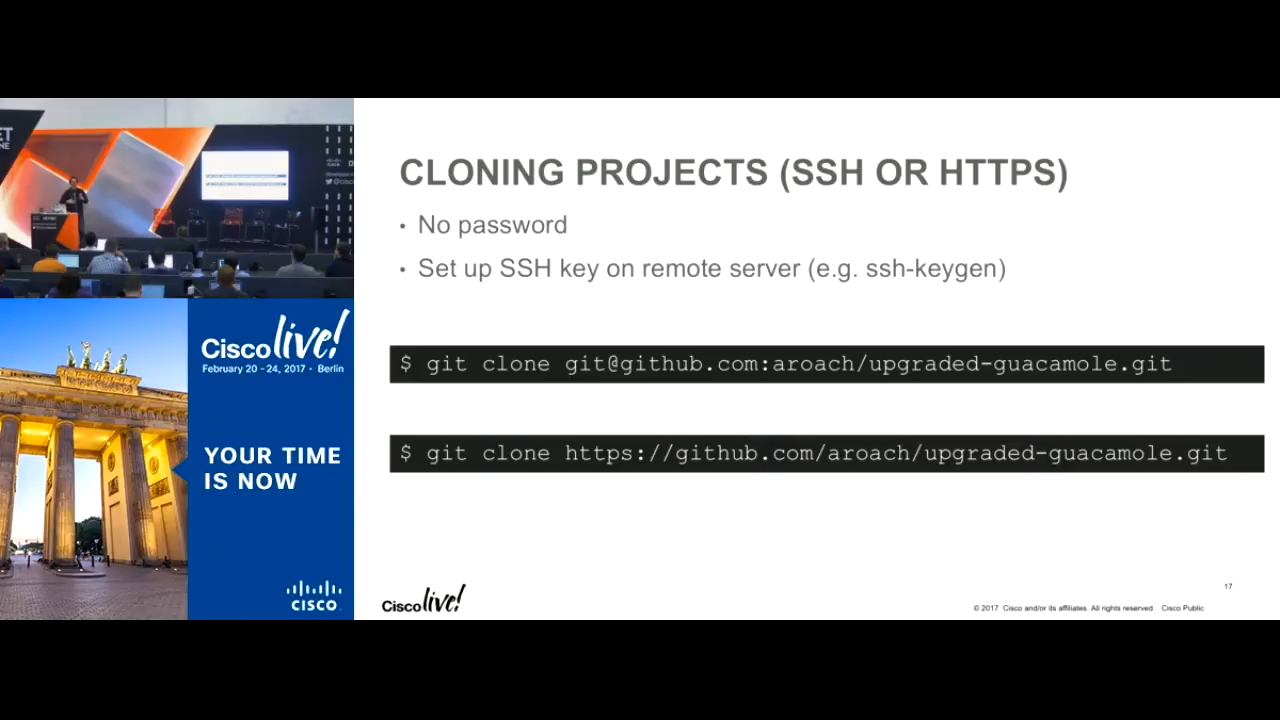 CLONING PROJECTS (SSH OR HTTPS)
• No password
• Set up SSH key on remote server (e.g. ssh-keygen)
$ git clone git@github.com:aroach/upgraded-guacamole.git
$ git clone https://github.com/aroach/upgraded-guacamole.git
Cisco live!
February 20 - 24, 2017 • Berlin
YOUR TIME
IS NOW
CISCO
Cisco live!
17
© 2017 Cisco and/or its affiliates. All rights reserved. Cisco Public